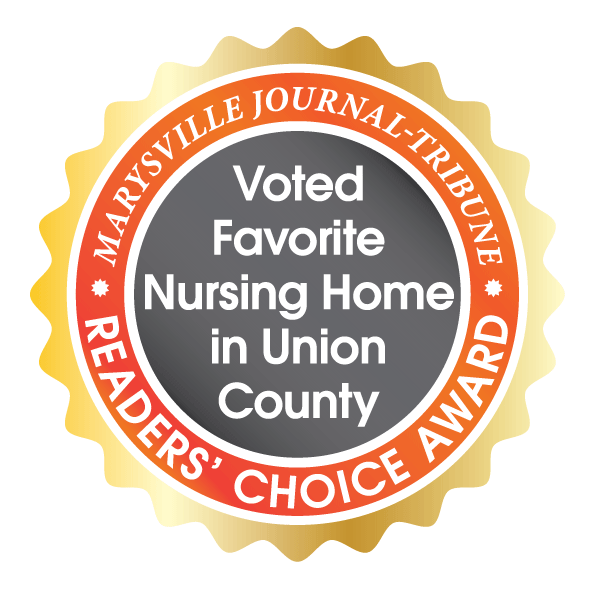 MARYSVILLE JOURNAL-TRIBUNE
Voted
Favorite
Nursing Home
in Union
County
READERS’ CHOICE AWARD